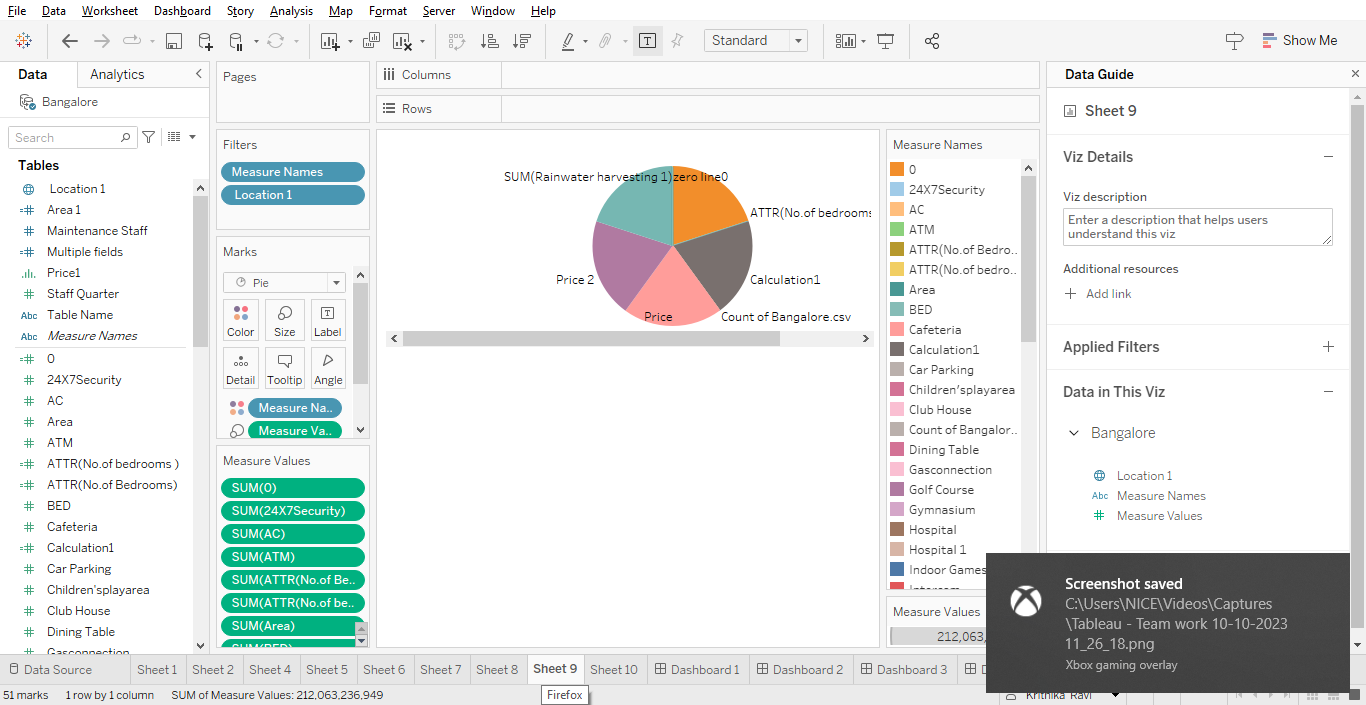 File Data Worksheet Dashboard Story Analysis Map Format Server Window Help
Standard
Show Me
Data Analytics
Bangalore
Search
Tables
Location 1
Area 1
Maintenance Staff
Multiple fields
Price1
Staff Quarter
Abc Table Name
Abc Measure Names
0
24X7Security
AC
Area
ATM
ATTR(No.of bedrooms )
ATTR(No.of Bedrooms)
BED
Cafeteria
Calculation1
Car Parking
Children'splayarea
Club House
Dining Table
Gasconnection
Pages
Filters
Measure Names
Location 1
Marks
Pie
Color Size Label
Detail Tooltip Angle
Measure Na..
Measure Va..
Measure Values
SUM(0)
SUM(24X7Security)
SUM(AC)
SUM(ATM)
SUM(ATTR(No.of Be..
SUM(ATTR(No.of be..
SUM(Area)
SUM(BED)
Columns
Rows
SUM(Rainwater harvesting 1)zero line0
ATTR(No.of bedrooms
Price 2
Calculation1
Price
Count of Bangalore.csv
Measure Names
0
24X7Security
AC
ATM
ATTR(No.of Bedro..
ATTR(No.of bedro..
Area
BED
Cafeteria
Calculation1
Car Parking
Children'splayarea
Club House
Count of Bangalor..
Dining Table
Gasconnection
Golf Course
Gymnasium
Hospital
Hospital 1
Indoor Games
Intercom
Measure Values
212,063,
Data Guide
Sheet 9
Viz Details
Viz description
Enter a description that helps users
understand this viz
Additional resources
Add link
Applied Filters
Data in This Viz
Bangalore
Location 1
Abc Measure Names
Measure Values
Screenshot saved
C:\Users\NICE\Videos\Captures
\Tableau - Team work 10-10-2023
11_26_18.png
Xbox gaming overlay
Data Source Sheet 1 Sheet 2 Sheet 4 Sheet 5 Sheet 6 Sheet 7 Sheet 8 Sheet 9 Sheet 10 Dashboard 1 Dashboard 2 Dashboard 3 D
51 marks 1 row by 1 column SUM of Measure Values: 212,063,236,949
Firefox
Krithika Ravi